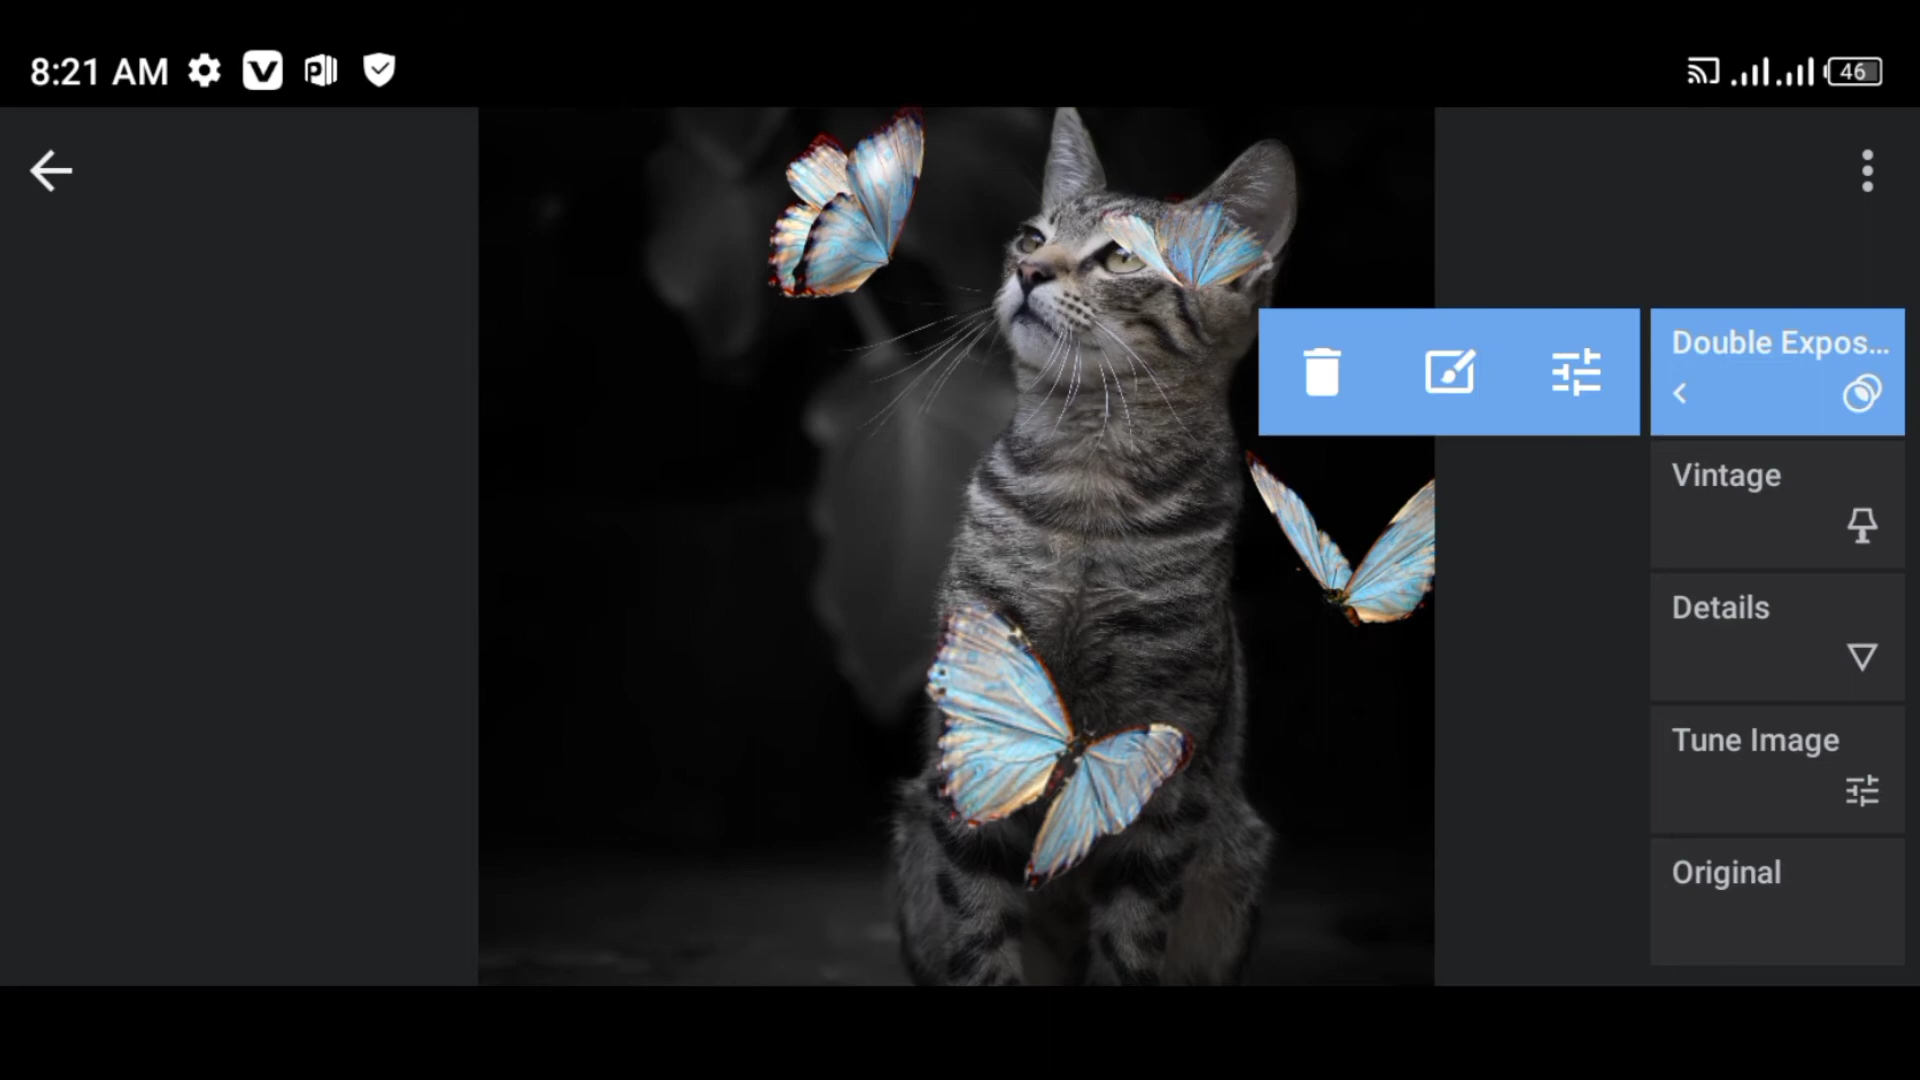 8:21 AM
46
Double Expos...
Vintage
Details
Tune Image
Original